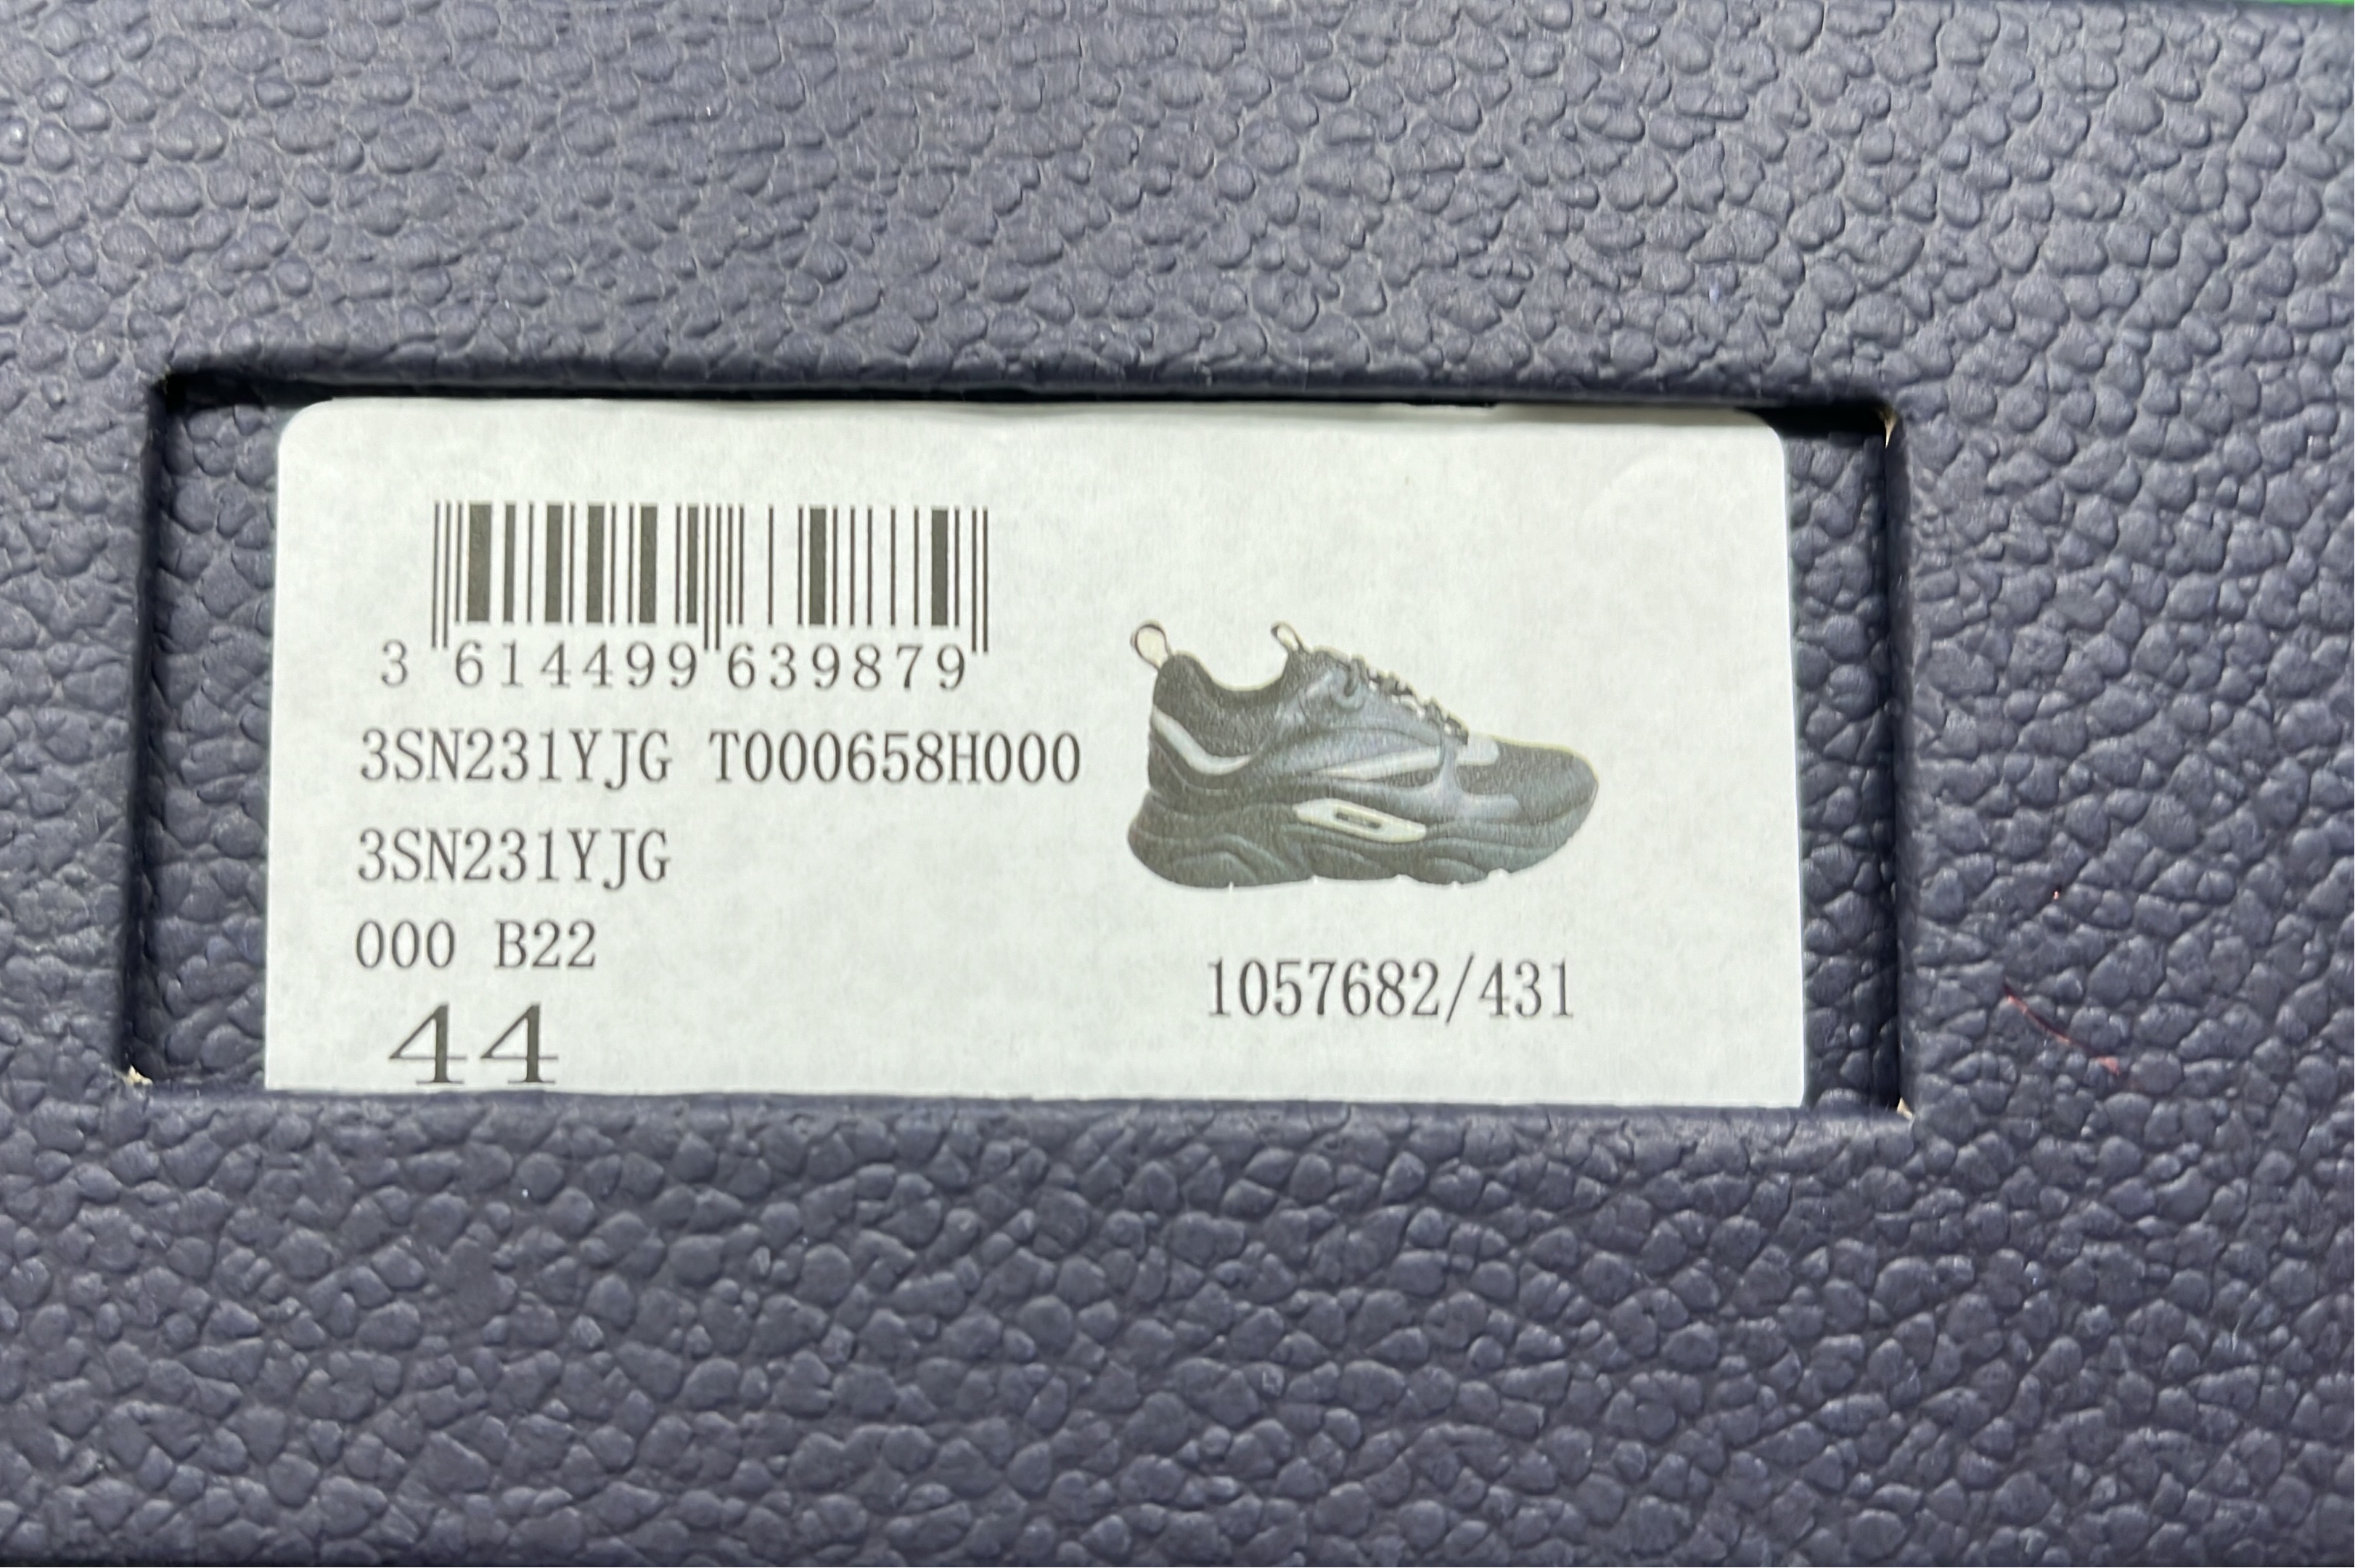 3 614499 639879
3SN231YJG T000658H000
3SN231YJG
000 B22
44
1057682/431